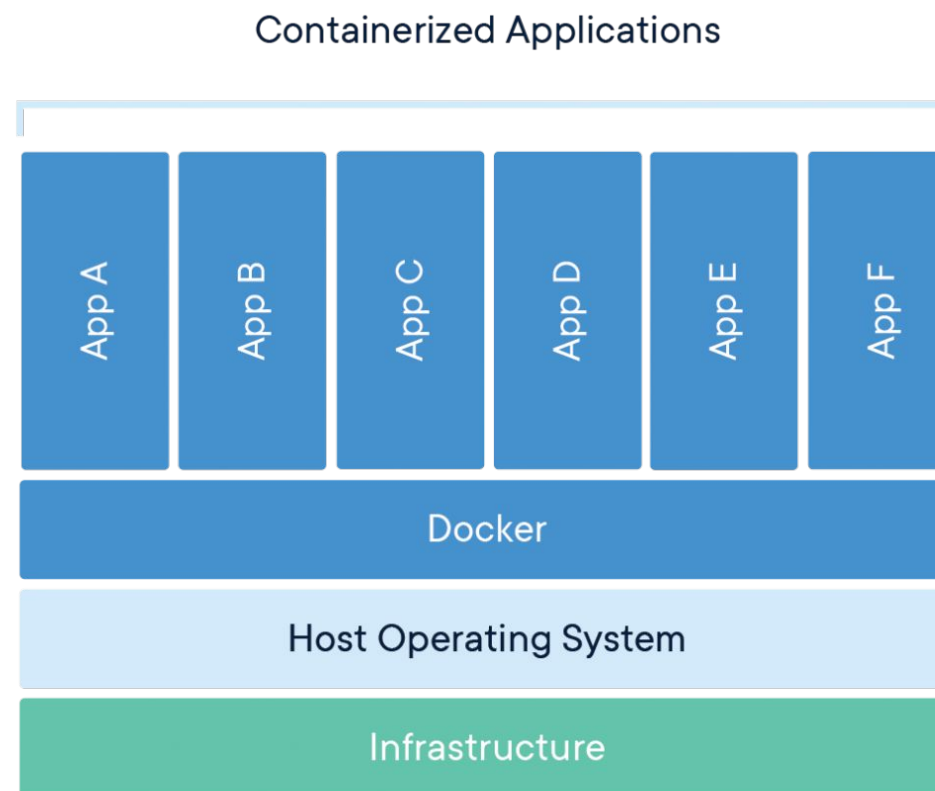 Containerized Applications
App A
App B
App C
App D
App E
App F
Docker
Host Operating System
Infrastructure